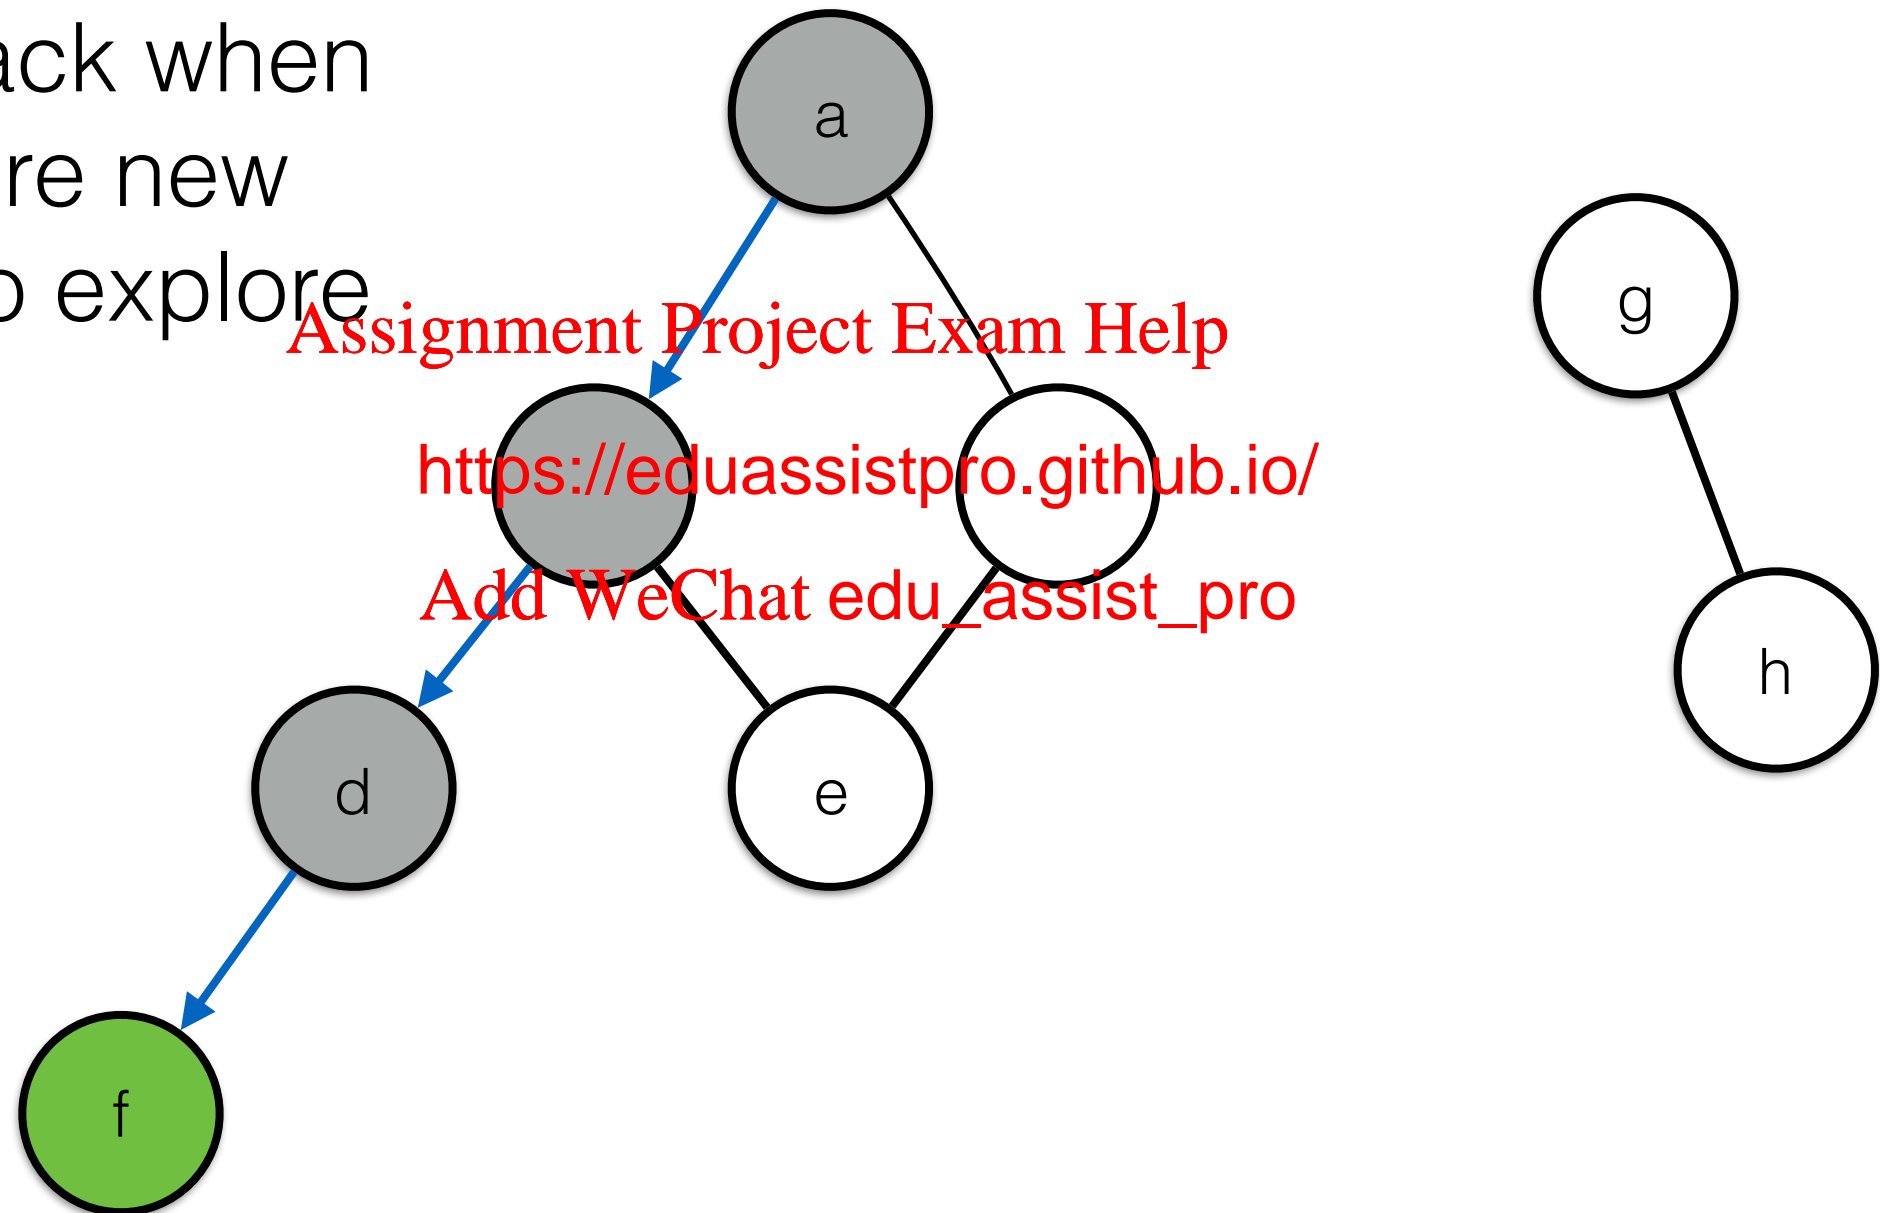 ack when
re new
o explore
a
g
Assignment Project Exam Help
https://eduassistpro.github.io/
Add WeChat edu_assist_pro
h
d
e
f